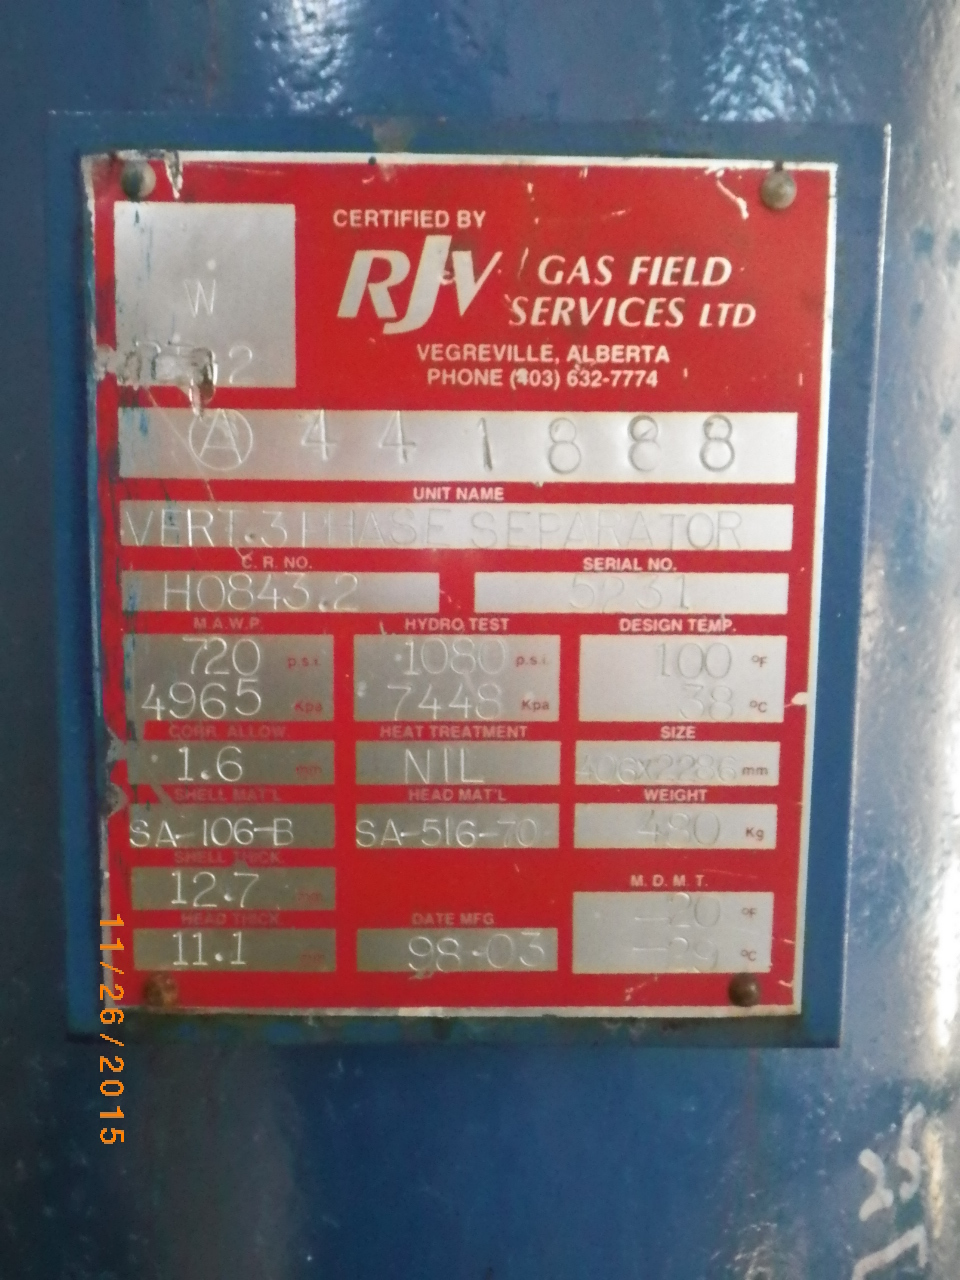 W
CERTIFIED BY
RJV GAS FIELD
SERVICES LTD
VEGREVILLE, ALBERTA
PHONE (403) 632-7774
Ⓐ 441888
UNIT NAME
VERT. 3 PHASE SEPARATOR
C. R. NO. SERIAL NO.
H0843.2 5231
M.A.W.P. HYDRO TEST DESIGN TEMP.
720 p.s.i. 1080 p.s.i. 100 °F
4965 Kpa 7448 Kpa 38 °C
CORR. ALLOW. HEAT TREATMENT SIZE
1.6 mm NIL 406x2286 mm
SHELL MAT'L HEAD MAT'L WEIGHT
SA-106-B SA-516-70 480 Kg
SHELL THICK. M. D. M. T.
12.7 mm -20 °F
HEAD THICK. DATE MFG
11.1 mm 98-03 -29 °C
11/26/2015